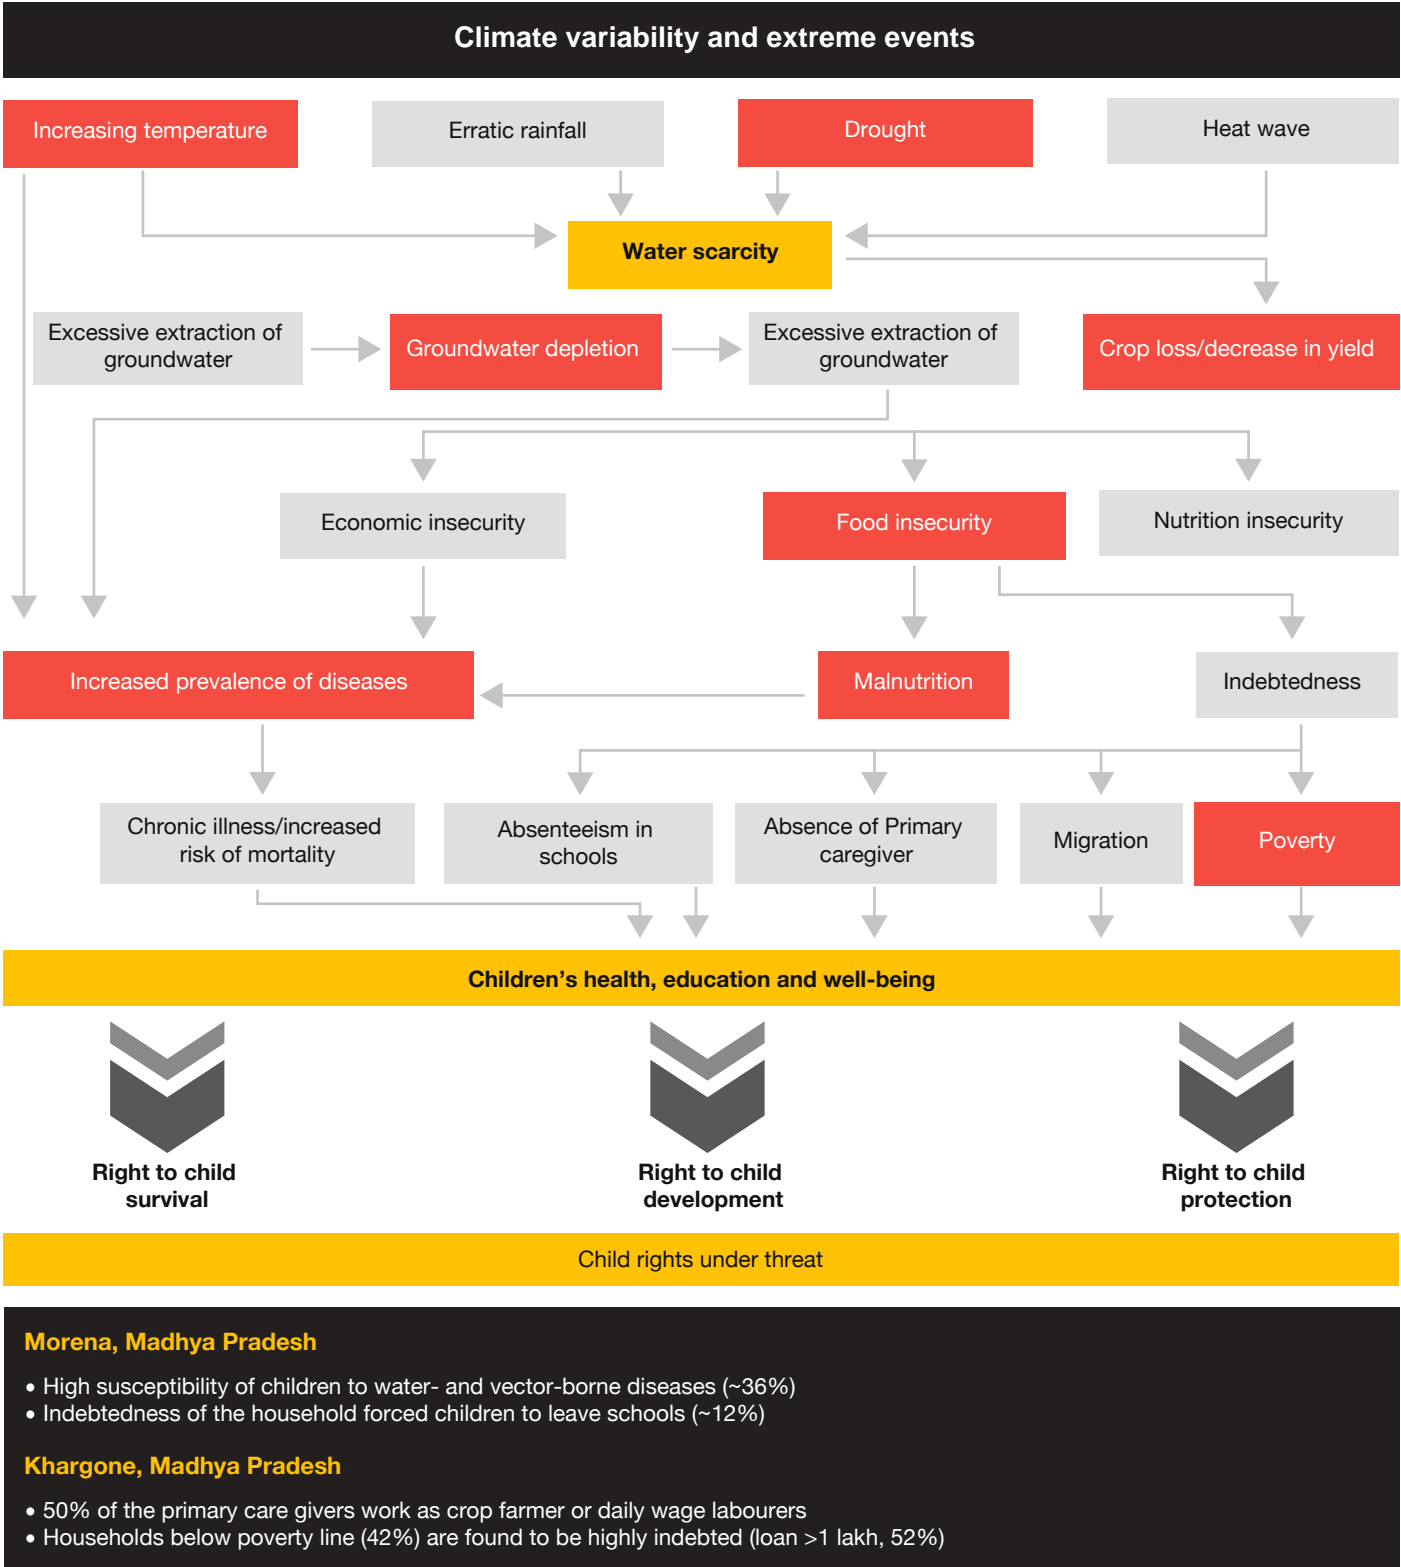 Climate variability and extreme events
Increasing temperature
Erratic rainfall
Drought
Heat wave
Water scarcity
Excessive extraction of
groundwater
Groundwater depletion
Excessive extraction of
groundwater
Crop loss/decrease in yield
Economic insecurity
Food insecurity
Nutrition insecurity
Increased prevalence of diseases
Malnutrition
Indebtedness
Chronic illness/increased
risk of mortality
Absenteeism in
schools
Absence of Primary
caregiver
Migration
Poverty
Children’s health, education and well-being
Right to child
survival
Right to child
development
Right to child
protection
Child rights under threat
Morena, Madhya Pradesh
• High susceptibility of children to water- and vector-borne diseases (~36%)
• Indebtedness of the household forced children to leave schools (~12%)
Khargone, Madhya Pradesh
• 50% of the primary care givers work as crop farmer or daily wage labourers
• Households below poverty line (42%) are found to be highly indebted (loan >1 lakh, 52%)